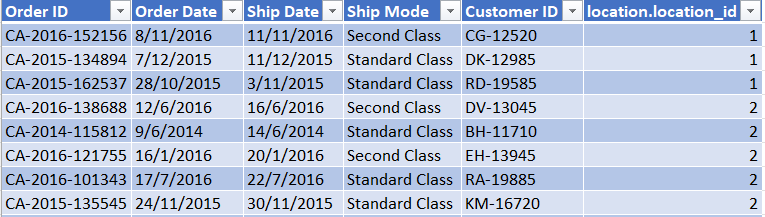 Order ID Order Date Ship Date Ship Mode Customer ID location.location_id
CA-2016-152156 8/11/2016 11/11/2016 Second Class CG-12520 1
CA-2015-134894 7/12/2015 11/12/2015 Standard Class DK-12985 1
CA-2015-162537 28/10/2015 3/11/2015 Standard Class RD-19585 1
CA-2016-138688 12/6/2016 16/6/2016 Second Class DV-13045 2
CA-2014-115812 9/6/2014 14/6/2014 Standard Class BH-11710 2
CA-2016-121755 16/1/2016 20/1/2016 Second Class EH-13945 2
CA-2016-101343 17/7/2016 22/7/2016 Standard Class RA-19885 2
CA-2015-135545 24/11/2015 30/11/2015 Standard Class KM-16720 2